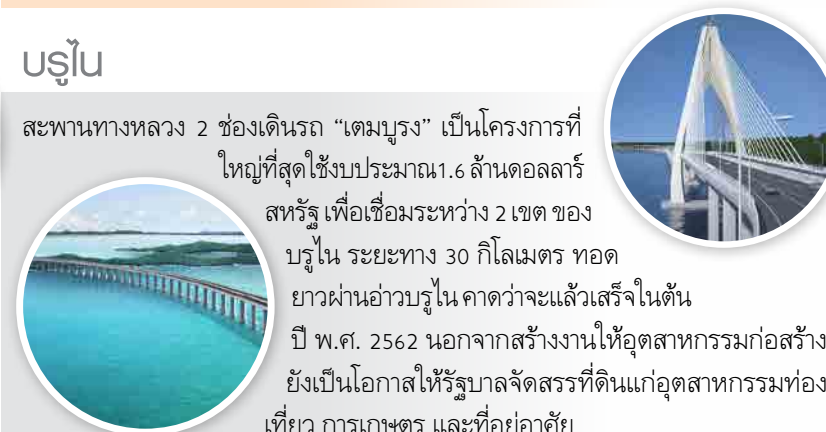 บรูไน
สะพานทางหลวง 2 ช่องเดินรถ “เตมบูรง” เป็นโครงการที่
ใหญ่ที่สุดใช้งบประมาณ1.6 ล้านดอลลาร์
สหรัฐ เพื่อเชื่อมระหว่าง 2 เขต ของ
บรูไน ระยะทาง 30 กิโลเมตร ทอด
ยาวผ่านอ่าวบรูไน คาดว่าจะแล้วเสร็จในต้น
ปี พ.ศ. 2562 นอกจากสร้างงานให้อุตสาหกรรมก่อสร้าง
ยังเป็นโอกาสให้รัฐบาลจัดสรรที่ดินแก่อุตสาหกรรมท่อง
เที่ยว การเกษตร และที่อยู่อาศัย